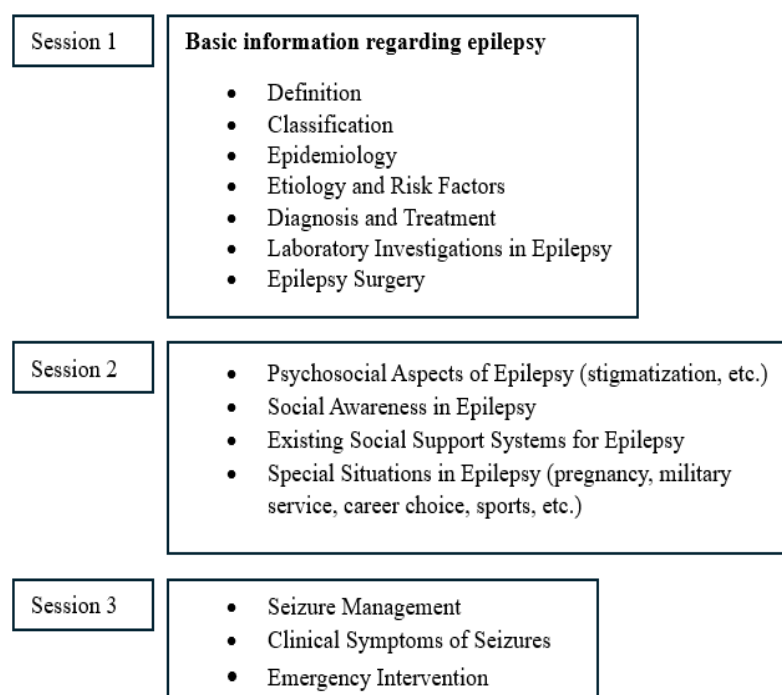 Session 1
Basic information regarding epilepsy
• Definition
• Classification
• Epidemiology
• Etiology and Risk Factors
• Diagnosis and Treatment
• Laboratory Investigations in Epilepsy
• Epilepsy Surgery
Session 2
• Psychosocial Aspects of Epilepsy (stigmatization, etc.)
• Social Awareness in Epilepsy
• Existing Social Support Systems for Epilepsy
• Special Situations in Epilepsy (pregnancy, military
service, career choice, sports, etc.)
Session 3
• Seizure Management
• Clinical Symptoms of Seizures
• Emergency Intervention